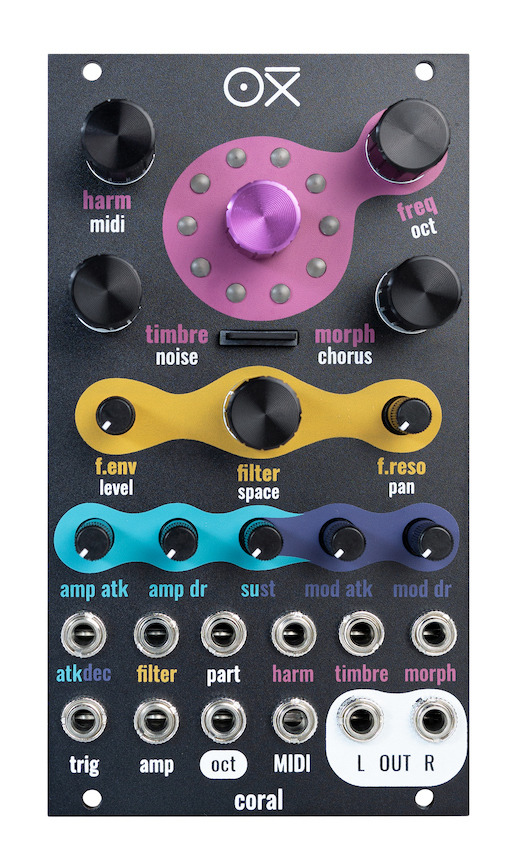 OX
harm
midi
freq
oct
timbre
noise
morph
chorus
f.env
level
filter
space
f.reso
pan
amp atk
amp dr
sust
mod atk
mod dr
atkdec
filter
part
harm
timbre
morph
trig
amp
oct
MIDI
L OUT R
coral